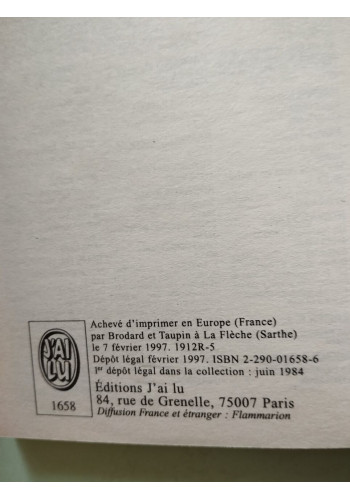 Achevé d'imprimer en Europe (France)
par Brodard et Taupin à La Flèche (Sarthe)
le 7 février 1997. 1912R-5
Dépôt légal février 1997. ISBN 2-290-01658-6
1er dépôt légal dans la collection : juin 1984
Éditions J'ai lu
84, rue de Grenelle, 75007 Paris
Diffusion France et étranger : Flammarion
J'AI
LU
1658